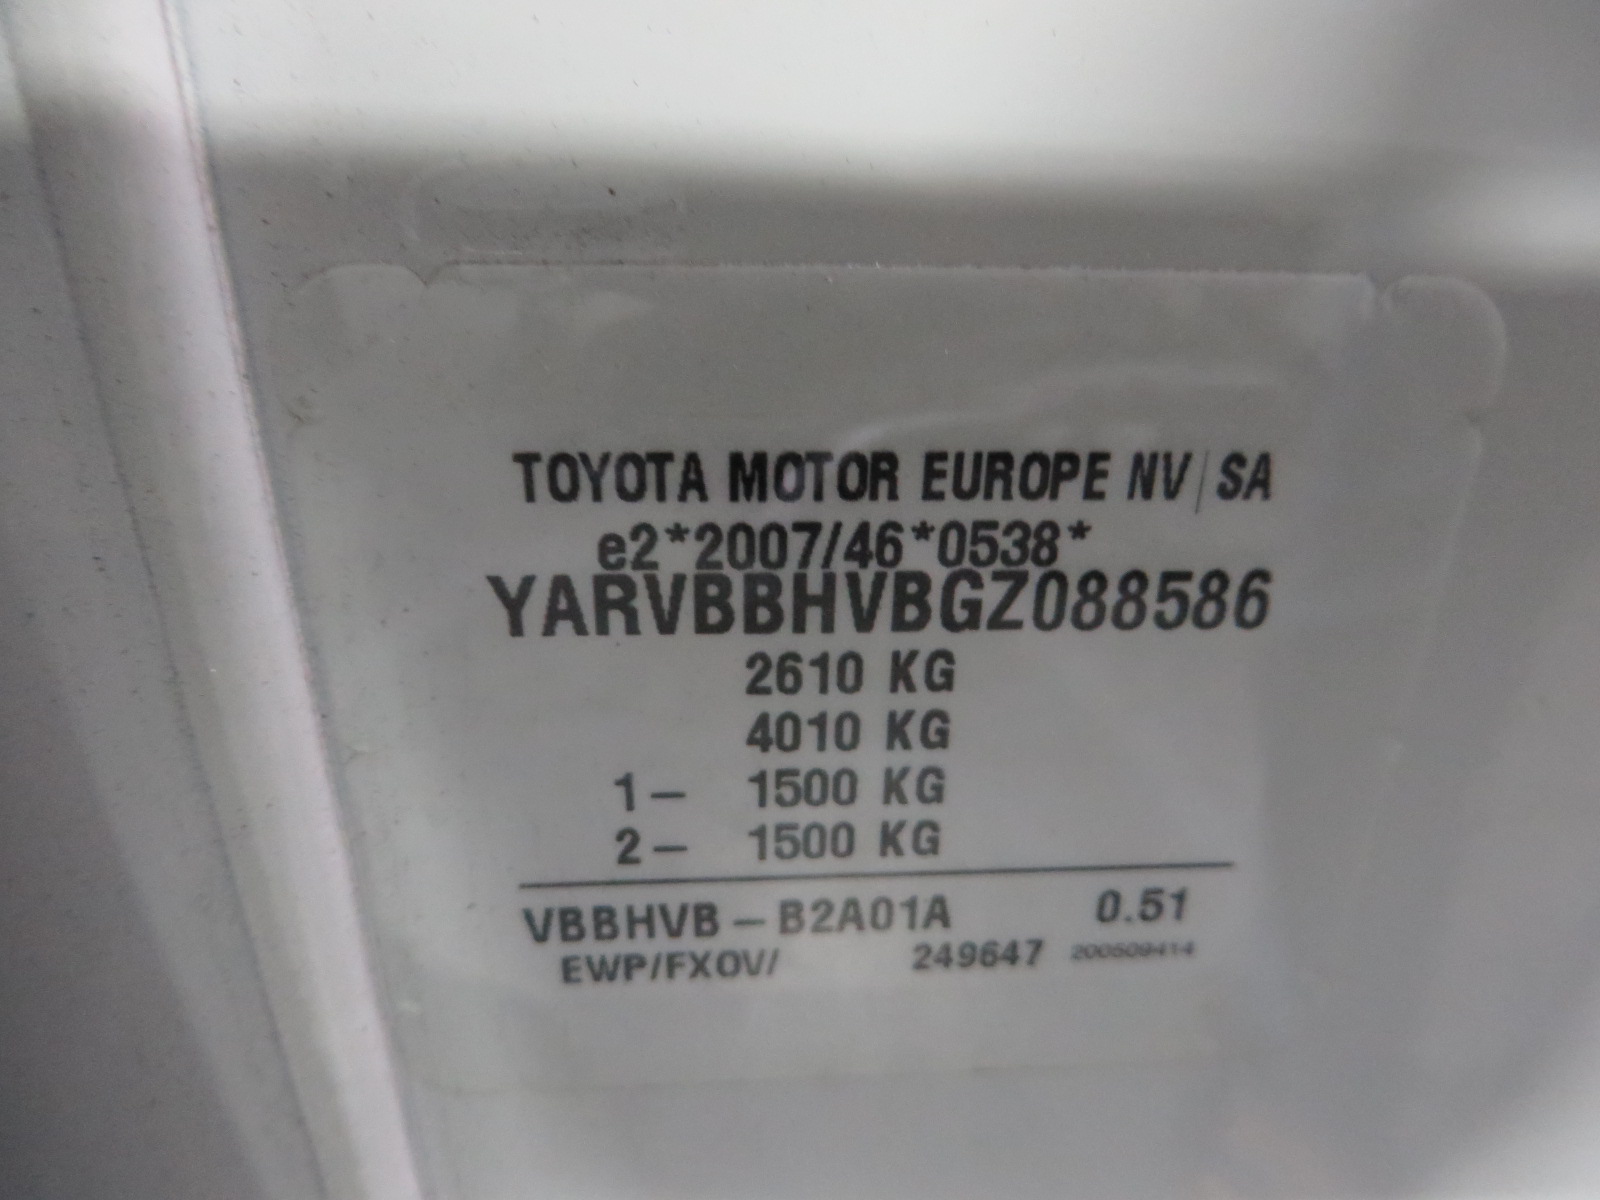 TOYOTA MOTOR EUROPE NV/SA
e2*2007/46*0538*
YARVBBHVBGZ088586
2610 KG
4010 KG
1– 1500 KG
2– 1500 KG
VBBHVB – B2A01A 0.51
EWP/FXOV/ 249647 200509414